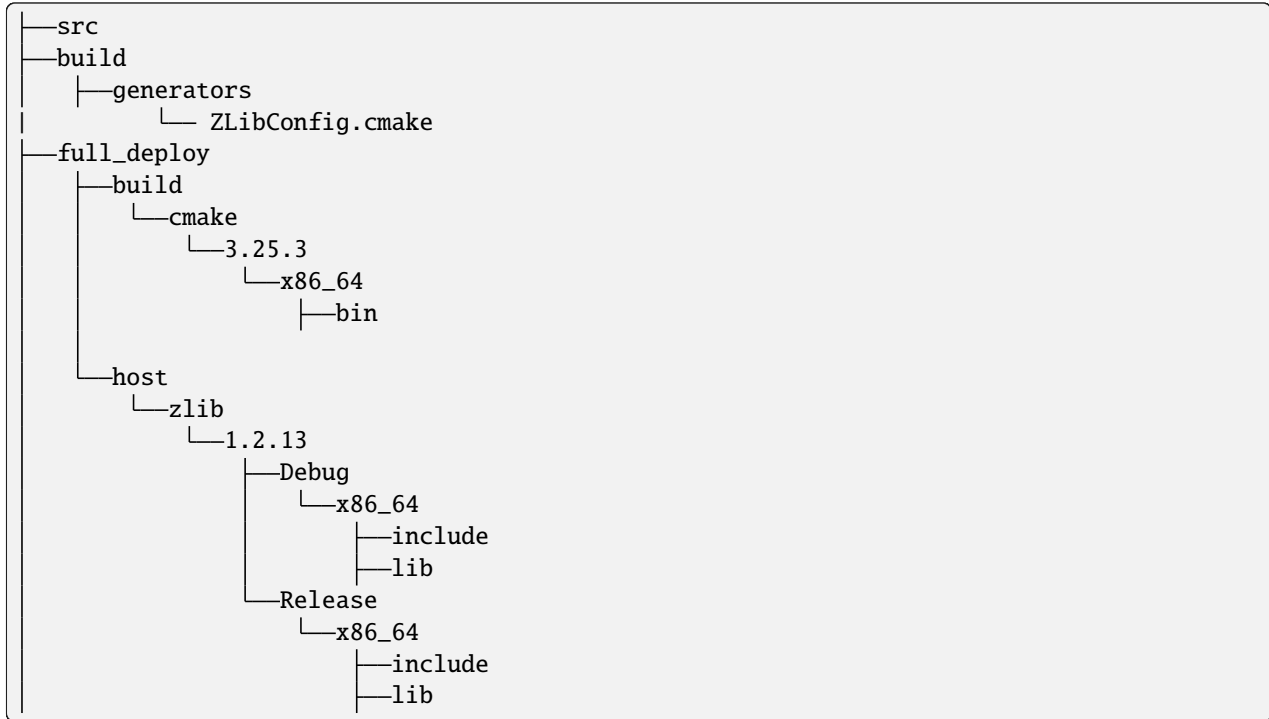 ├──src
├──build
│   ├──generators
|          └── ZLibConfig.cmake
├──full_deploy
│   ├──build
│   │   └──cmake
│   │       └──3.25.3
│   │           └──x86_64
│   │               ├──bin
│   │
│   └──host
│       └──zlib
│           └──1.2.13
│               ├──Debug
│               │   └──x86_64
│               │       ├──include
│               │       ├──lib
│               └──Release
│                   └──x86_64
│                       ├──include
│                       ├──lib